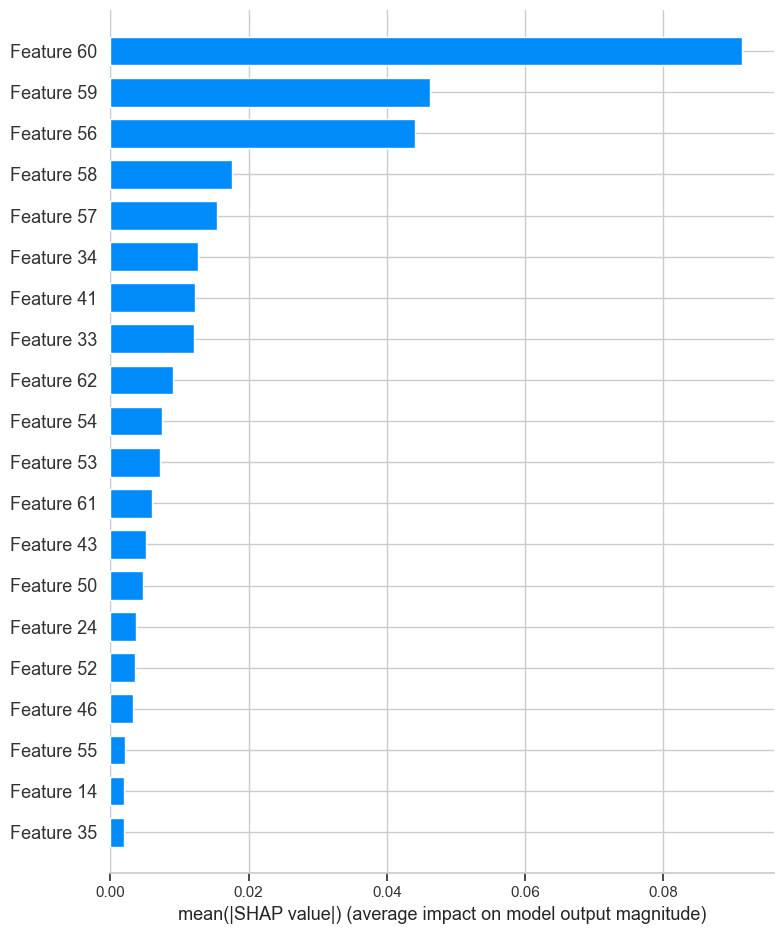 Feature 60
Feature 59
Feature 56
Feature 58
Feature 57
Feature 34
Feature 41
Feature 33
Feature 62
Feature 54
Feature 53
Feature 61
Feature 43
Feature 50
Feature 24
Feature 52
Feature 46
Feature 55
Feature 14
Feature 35
0.00 0.02 0.04 0.06 0.08
mean(|SHAP value|) (average impact on model output magnitude)